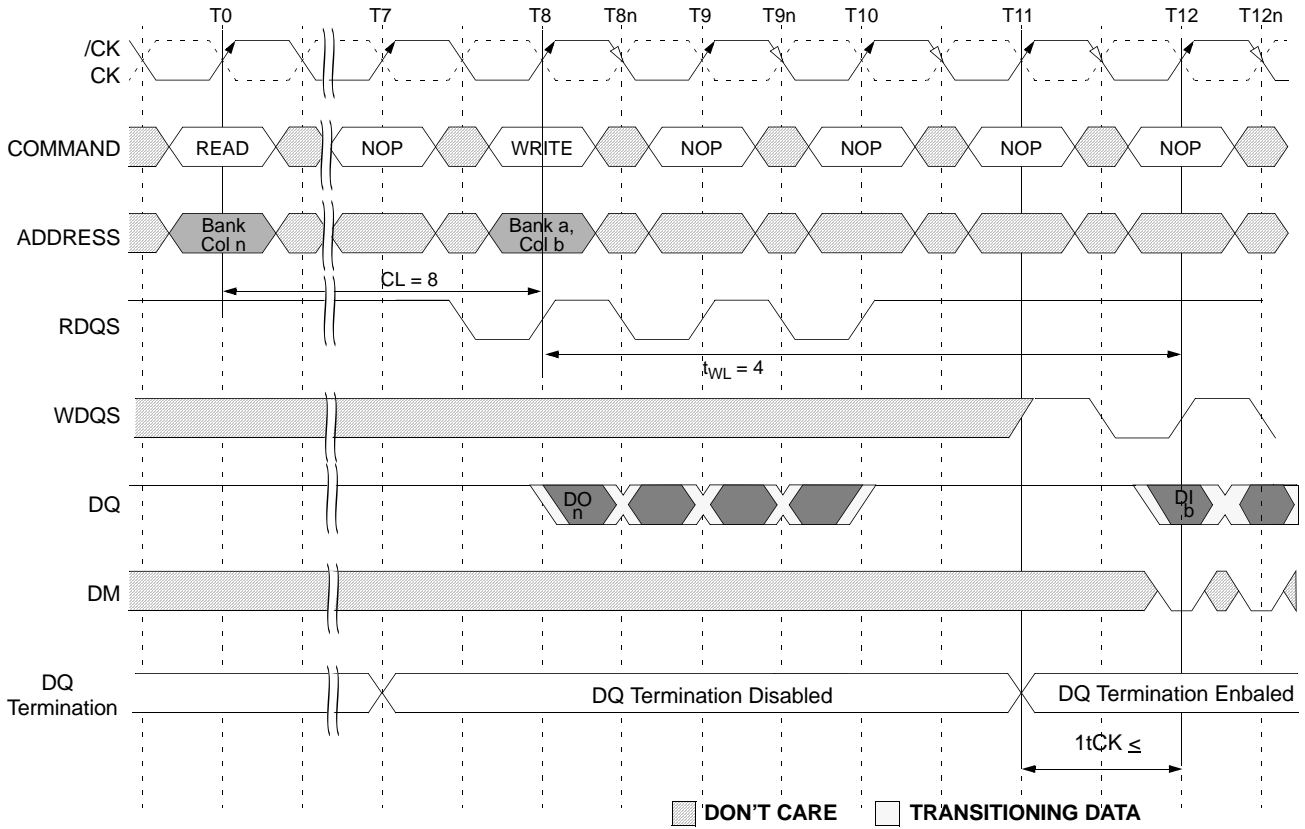 T0 T7 T8 T8n T9 T9n T10 T11 T12 T12n
/CK
CK
COMMAND READ NOP WRITE NOP NOP NOP NOP
ADDRESS Bank Col n Bank a, Col b
CL = 8
RDQS
tWL = 4
WDQS
DQ DO n DI b
DM
DQ Termination DQ Termination Disabled DQ Termination Enbaled
1tCK ≤
DON'T CARE TRANSITIONING DATA